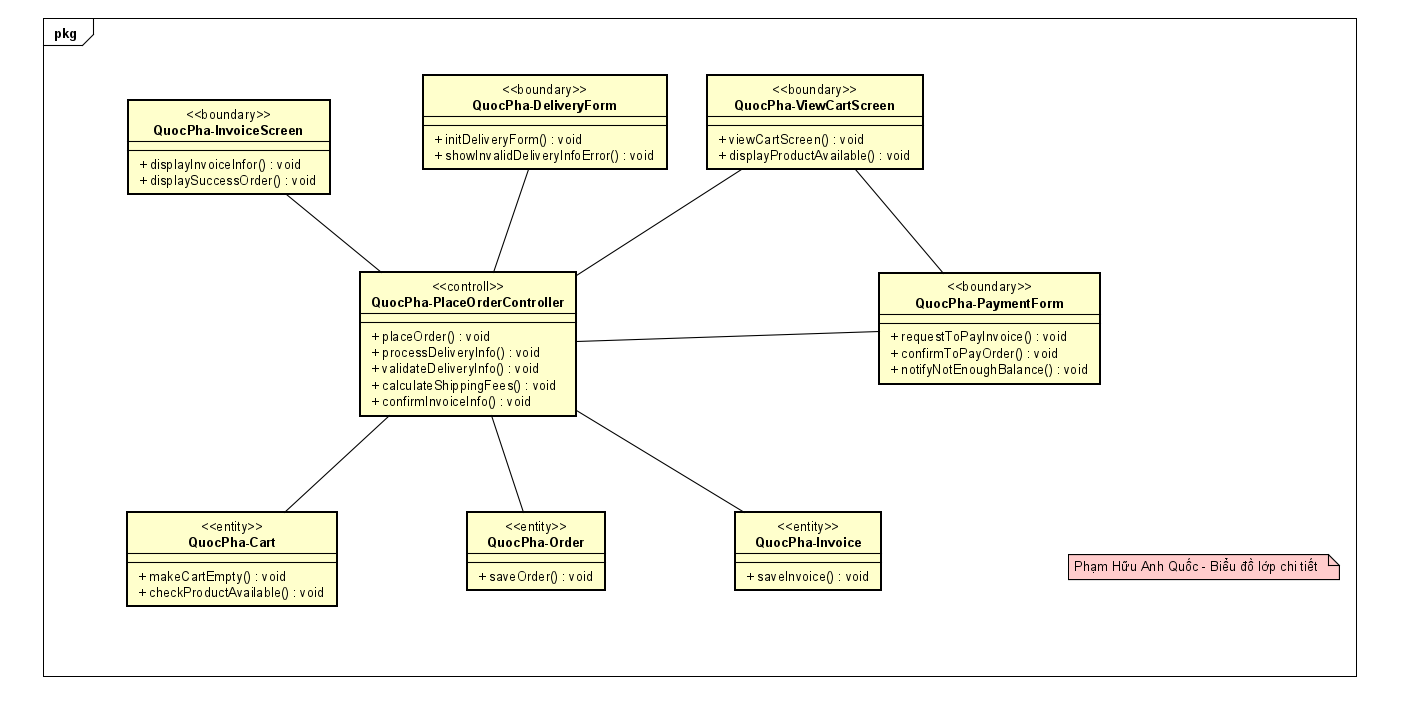 pkg
<<boundary>>
QuocPha-InvoiceScreen
+ displayInvoiceInfor() : void
+ displaySuccessOrder() : void
<<boundary>>
QuocPha-DeliveryForm
+ initDeliveryForm() : void
+ showInvalidDeliveryInfoError() : void
<<boundary>>
QuocPha-ViewCartScreen
+ viewCartScreen() : void
+ displayProductAvailable() : void
<<controll>>
QuocPha-PlaceOrderController
+ placeOrder() : void
+ processDeliveryInfo() : void
+ validateDeliveryInfo() : void
+ calculateShippingFees() : void
+ confirmInvoiceInfo() : void
<<boundary>>
QuocPha-PaymentForm
+ requestToPayInvoice() : void
+ confirmToPayOrder() : void
+ notifyNotEnoughBalance() : void
<<entity>>
QuocPha-Cart
+ makeCartEmpty() : void
+ checkProductAvailable() : void
<<entity>>
QuocPha-Order
+ saveOrder() : void
<<entity>>
QuocPha-Invoice
+ saveInvoice() : void
Phạm Hữu Anh Quốc - Biểu đồ lớp chi tiết